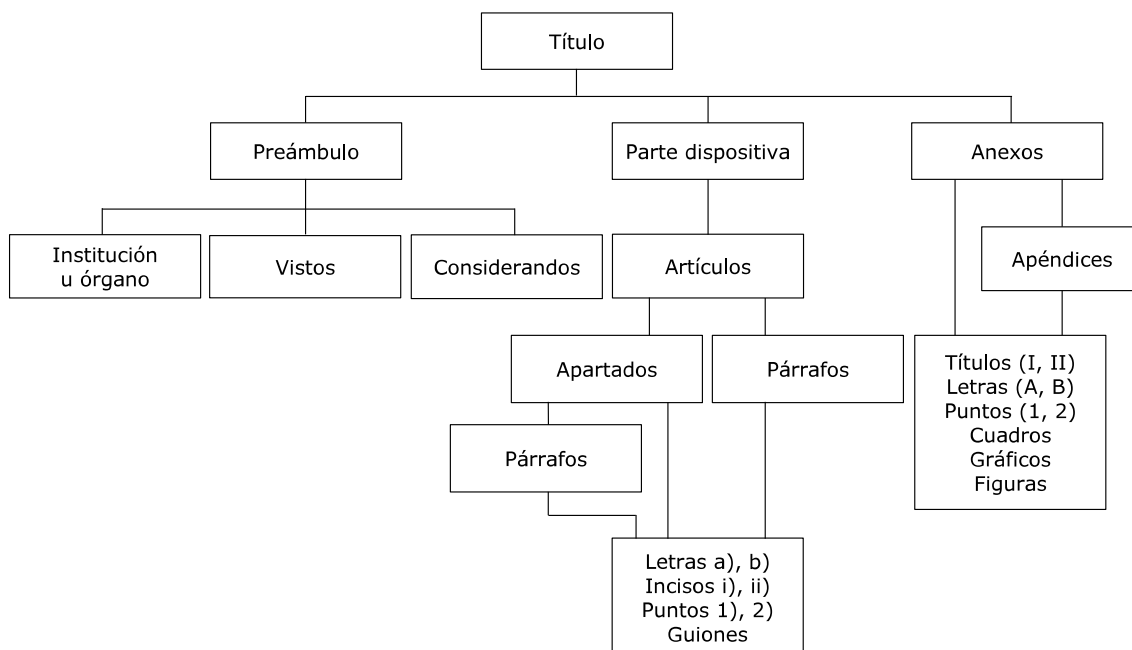 Título
Preámbulo
Parte dispositiva
Anexos
Institución
u órgano
Vistos
Considerandos
Artículos
Apéndices
Apartados
Párrafos
Títulos (I, II)
Letras (A, B)
Puntos (1, 2)
Cuadros
Gráficos
Figuras
Párrafos
Letras a), b)
Incisos i), ii)
Puntos 1), 2)
Guiones